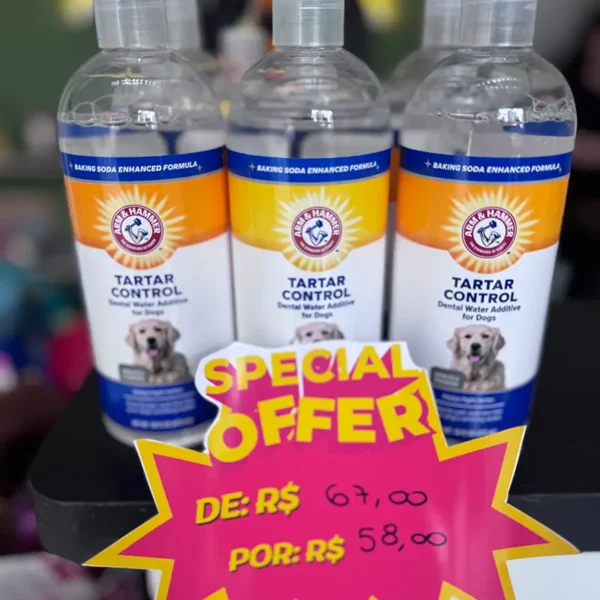 BAKING SODA ENHANCED FORMULA
ARM & HAMMER
TARTAR
CONTROL
Dental Water Additive
for Dogs
BAKING SODA ENHANCED FORMULA
ARM & HAMMER
TARTAR
CONTROL
Dental Water Additive
for Dogs
BAKING SODA ENHANCED FORMULA
ARM & HAMMER
TARTAR
CONTROL
Dental Water Additive
for Dogs
SPECIAL
OFFER
DE: R$ 67,00
POR: R$ 58,00